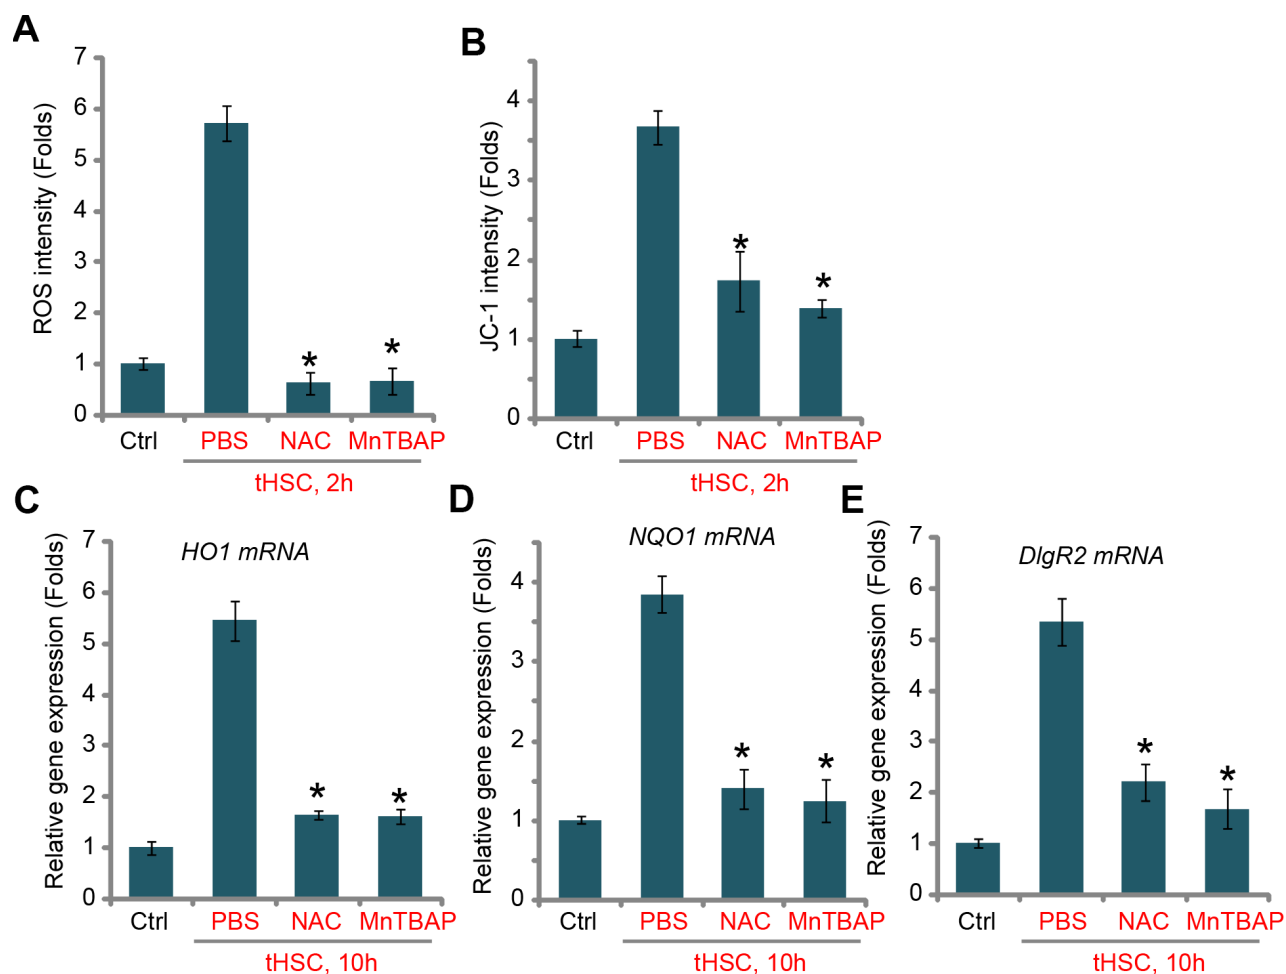 A
ROS intensity (Folds)
7
6
5
4
3
2
1
0
Ctrl PBS NAC MnTBAP
tHSC, 2h
B
JC-1 intensity (Folds)
4
3
2
1
0
* *
* *
Ctrl PBS NAC MnTBAP
tHSC, 2h
C
HO1 mRNA
Relative gene expression (Folds)
7
6
5
4
3
2
1
0
* *
Ctrl PBS NAC MnTBAP
tHSC, 10h
D
NQO1 mRNA
Relative gene expression (Folds)
4
3
2
1
0
* *
Ctrl PBS NAC MnTBAP
tHSC, 10h
E
DlgR2 mRNA
Relative gene expression (Folds)
7
6
5
4
3
2
1
0
* *
Ctrl PBS NAC MnTBAP
tHSC, 10h